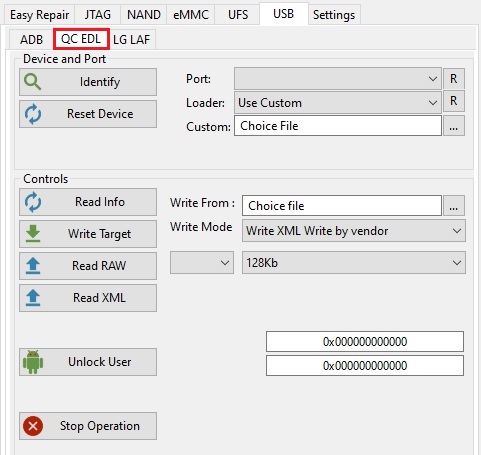 Easy Repair JTAG NAND eMMC UFS USB Settings
ADB QC EDL LG LAF
Device and Port
Identify Port: R
Reset Device Loader: Use Custom R
Custom: Choice File ...
Controls
Read Info Write From : Choice file ...
Write Target Write Mode Write XML Write by vendor
Read RAW 128Kb
Read XML
0x000000000000
Unlock User 0x000000000000
Stop Operation